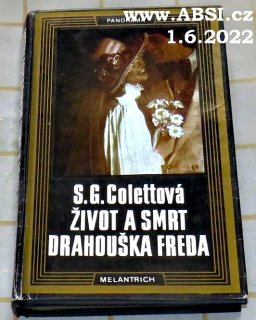 www.ABSI.cz
PANORAMA
1.6.2022
S.G.Colettová
ŽIVOT A SMRT
DRAHOUŠKA FREDA
MELANTRICH